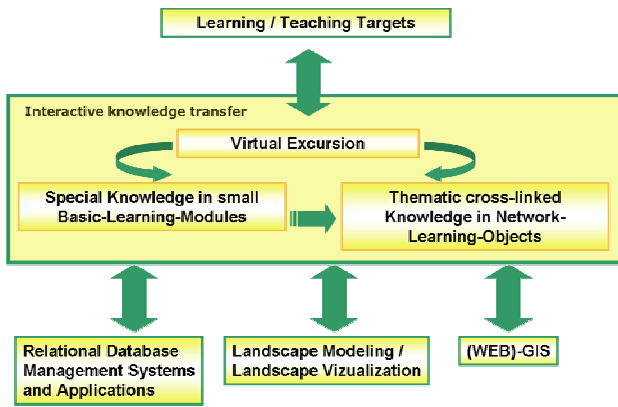 Learning / Teaching Targets
Interactive knowledge transfer
Virtual Excursion
Special Knowledge in small
Basic-Learning-Modules
Thematic cross-linked
Knowledge in Network-
Learning-Objects
Relational Database
Management Systems
and Applications
Landscape Modeling /
Landscape Vizualization
(WEB)-GIS